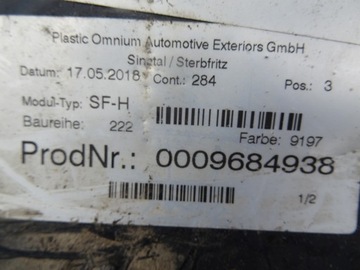 Plastic Omnium Automotive Exteriors GmbH
Sinntal / Sterbfritz
Datum: 17.05.2018 Cont.: 284 Pos.: 3
Modul-Typ: SF-H
Baureihe: 222 Farbe: 9197
ProdNr.: 0009684938
1/2